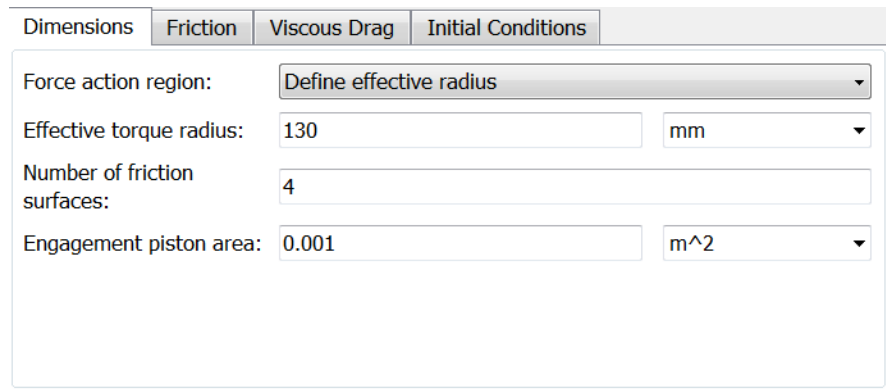 Dimensions Friction Viscous Drag Initial Conditions
Force action region: Define effective radius
Effective torque radius: 130 mm
Number of friction
surfaces: 4
Engagement piston area: 0.001 m^2